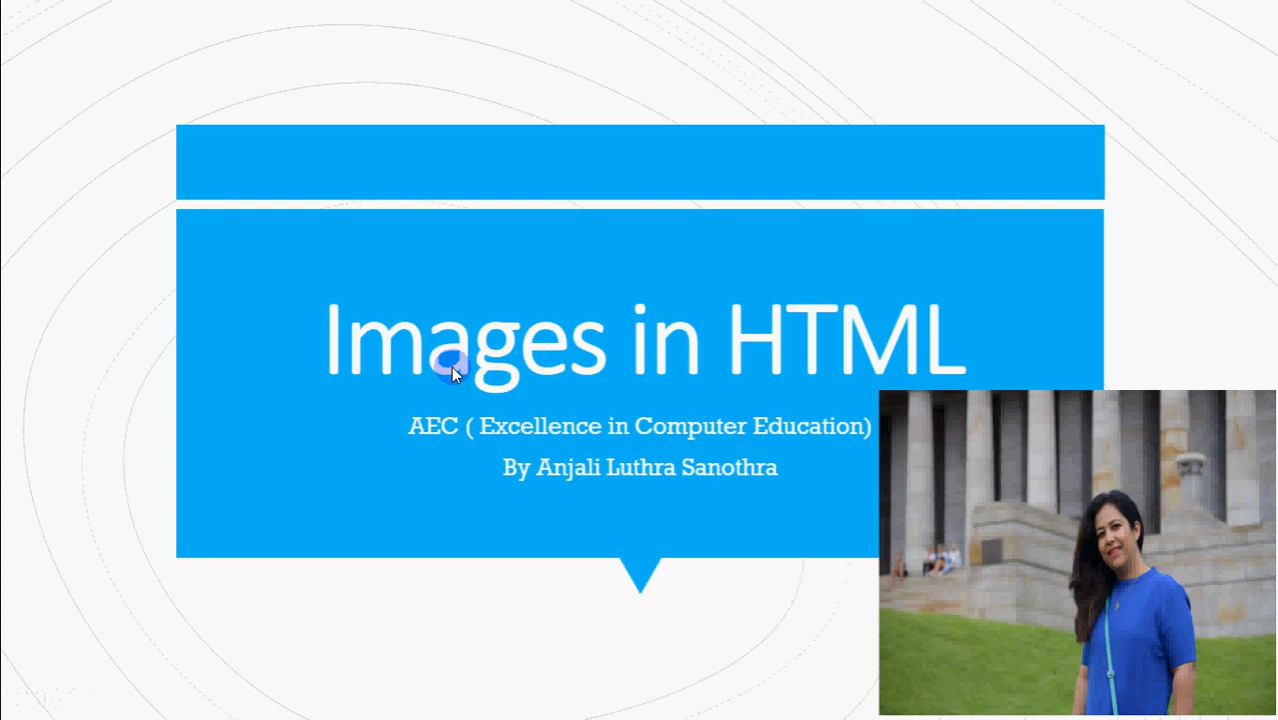 Images in HTML
AEC ( Excellence in Computer Education)
By Anjali Luthra Sanothra